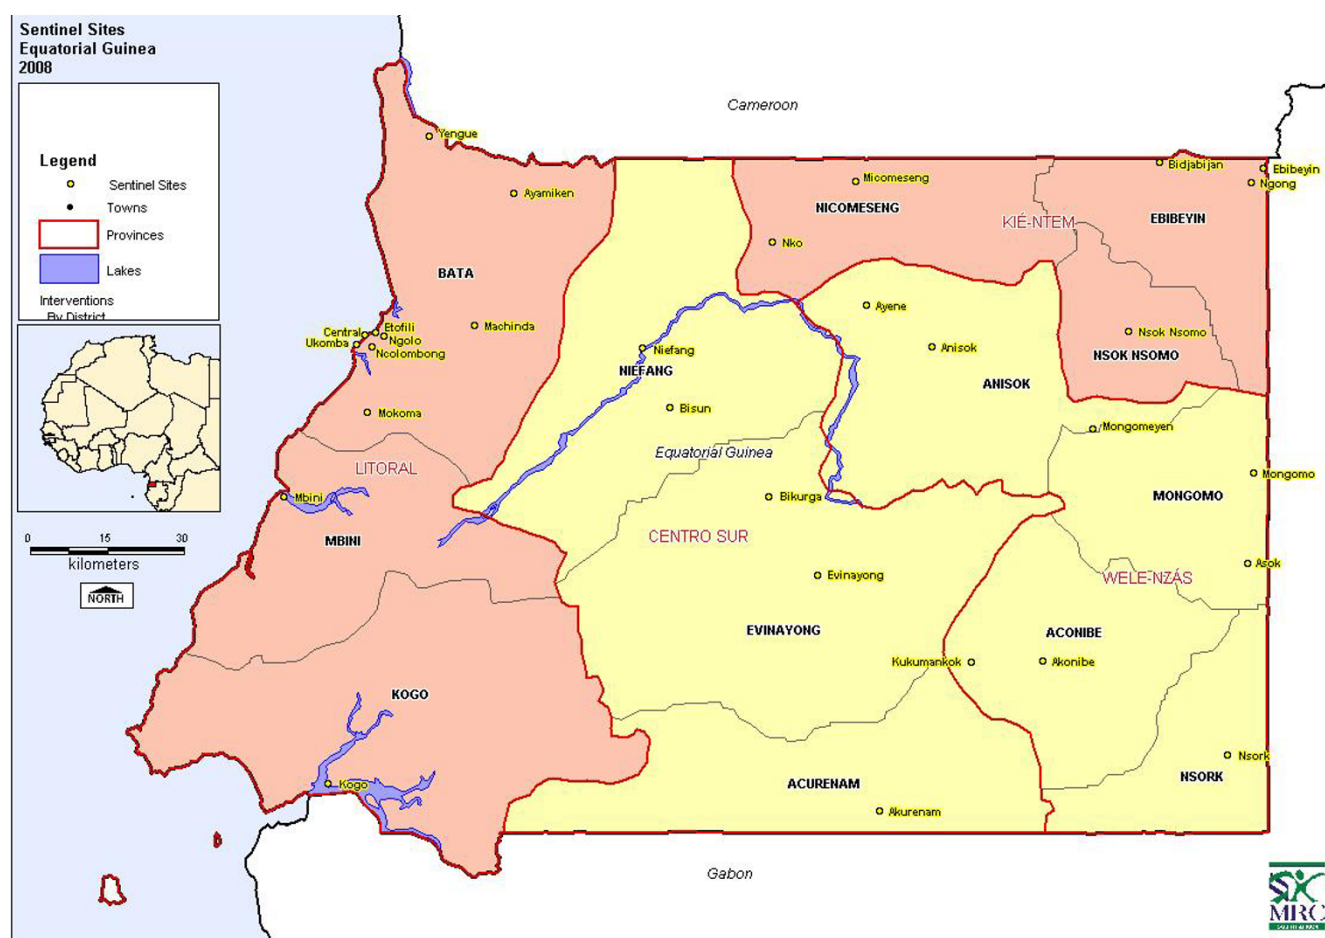 Sentinel Sites
Equatorial Guinea
2008
Legend
Sentinel Sites
Towns
Provinces
Lakes
Interventions
By District
0 15 30
kilometers
NORTH
Cameroon
Yengue
Ayamiken
BATA
Machinda
Etofili
Central
Ngolo
Ukomba
Ncolombong
Mokoma
LITORAL
Mbini
MBINI
KOGO
Kogo
Micomeseng
NICOMESENG
Nko
KIÉ-NTEM
Bidjabijan
Ebibeyin
Ngong
EBIBEYIN
Nsok Nsomo
NSOK NSOMO
Ayene
Anisok
ANISOK
Niefang
NIEFANG
Bisun
Equatorial Guinea
Bikurga
CENTRO SUR
Evinayong
EVINAYONG
Kukumankok
Mongomeyen
Mongomo
MONGOMO
Asok
WELE-NZÁS
ACONIBE
Akonibe
Nsork
NSORK
ACURENAM
Akurenam
Gabon
MRC
SOUTH AFRICA